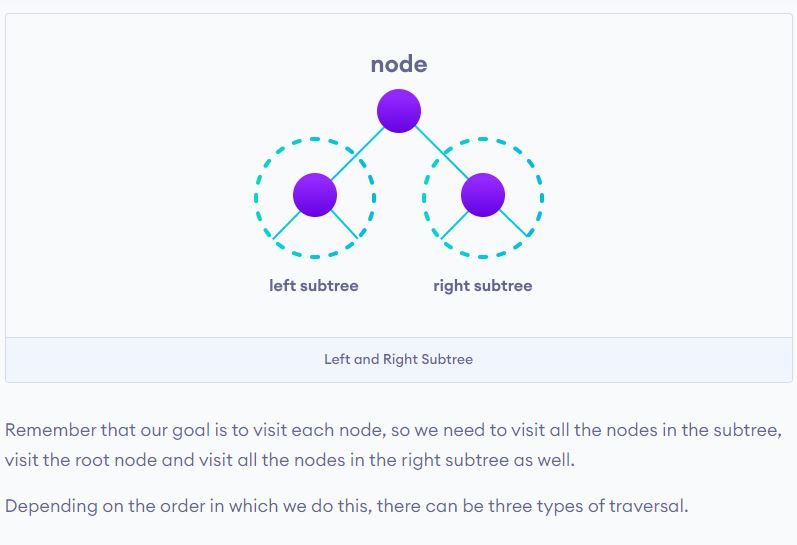 node
left subtree
right subtree
Left and Right Subtree
Remember that our goal is to visit each node, so we need to visit all the nodes in the subtree,
visit the root node and visit all the nodes in the right subtree as well.
Depending on the order in which we do this, there can be three types of traversal.